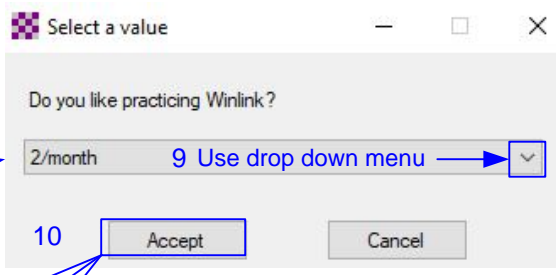 Select a value
Do you like practicing Winlink?
2/month 9 Use drop down menu
10 Accept Cancel